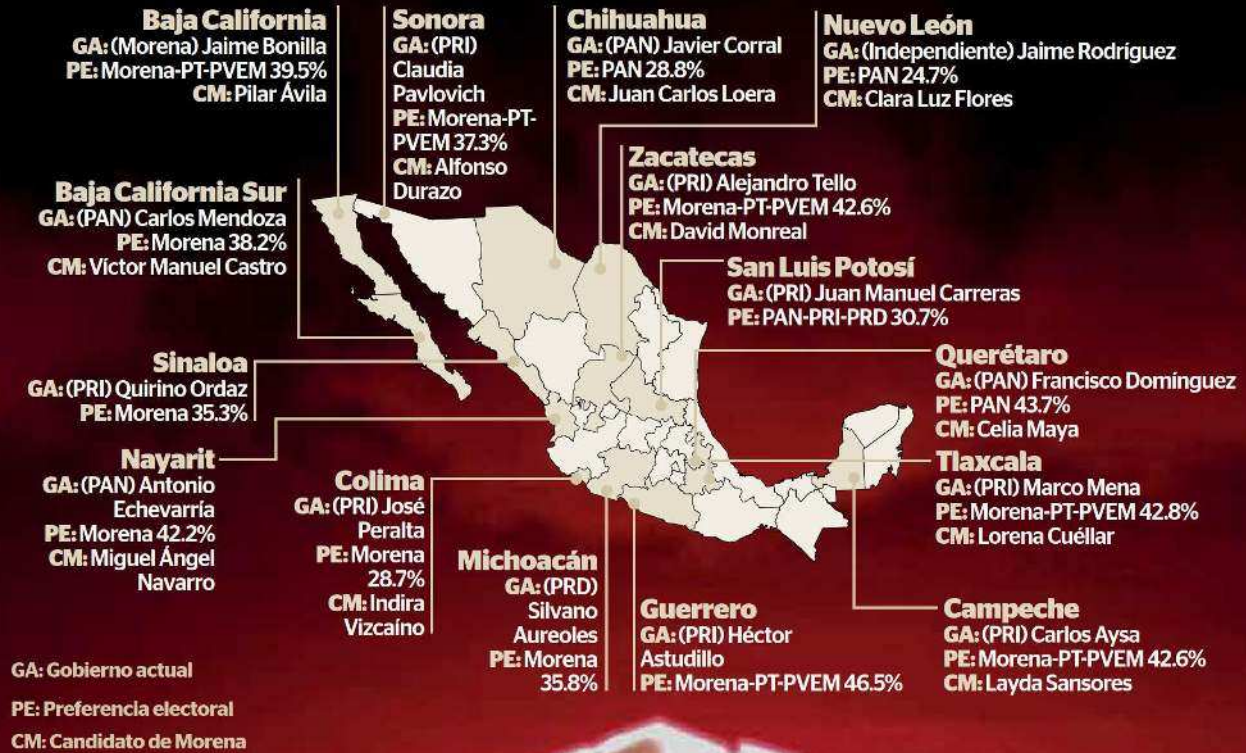 Baja California
GA: (Morena) Jaime Bonilla
PE: Morena-PT-PVEM 39.5%
CM: Pilar Ávila
Sonora
GA: (PRI)
Claudia
Pavlovich
PE: Morena-PT-
PVEM 37.3%
CM: Alfonso
Durazo
Chihuahua
GA: (PAN) Javier Corral
PE: PAN 28.8%
CM: Juan Carlos Loera
Nuevo León
GA: (Independiente) Jaime Rodríguez
PE: PAN 24.7%
CM: Clara Luz Flores
Zacatecas
GA: (PRI) Alejandro Tello
PE: Morena-PT-PVEM 42.6%
CM: David Monreal
Baja California Sur
GA: (PAN) Carlos Mendoza
PE: Morena 38.2%
CM: Víctor Manuel Castro
San Luis Potosí
GA: (PRI) Juan Manuel Carreras
PE: PAN-PRI-PRD 30.7%
Sinaloa
GA: (PRI) Quirino Ordaz
PE: Morena 35.3%
Querétaro
GA: (PAN) Francisco Domínguez
PE: PAN 43.7%
CM: Celia Maya
Nayarit
GA: (PAN) Antonio
Echevarría
PE: Morena 42.2%
CM: Miguel Ángel
Navarro
Colima
GA: (PRI) José
Peralta
PE: Morena
28.7%
CM: Indira
Vizcaíno
Michoacán
GA: (PRD)
Silvano
Aureoles
PE: Morena
35.8%
Guerrero
GA: (PRI) Héctor
Astudillo
PE: Morena-PT-PVEM 46.5%
Tlaxcala
GA: (PRI) Marco Mena
PE: Morena-PT-PVEM 42.8%
CM: Lorena Cuéllar
Campeche
GA: (PRI) Carlos Aysa
PE: Morena-PT-PVEM 42.6%
CM: Layda Sansores
GA: Gobierno actual
PE: Preferencia electoral
CM: Candidato de Morena